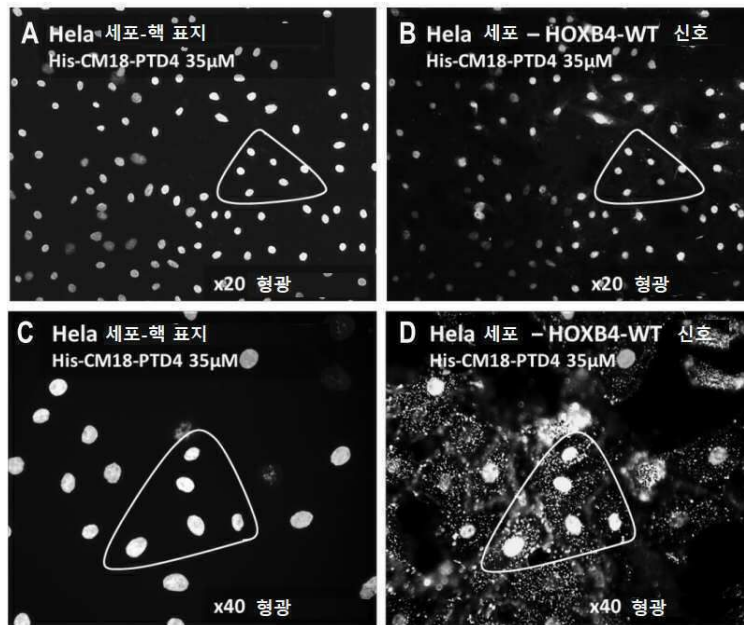 A Hela 세포-핵 표지
His-CM18-PTD4 35μM
x20 형광
B Hela 세포 – HOXB4-WT 신호
His-CM18-PTD4 35μM
x20 형광
C Hela 세포-핵 표지
His-CM18-PTD4 35μM
x40 형광
D Hela 세포 – HOXB4-WT 신호
His-CM18-PTD4 35μM
x40 형광